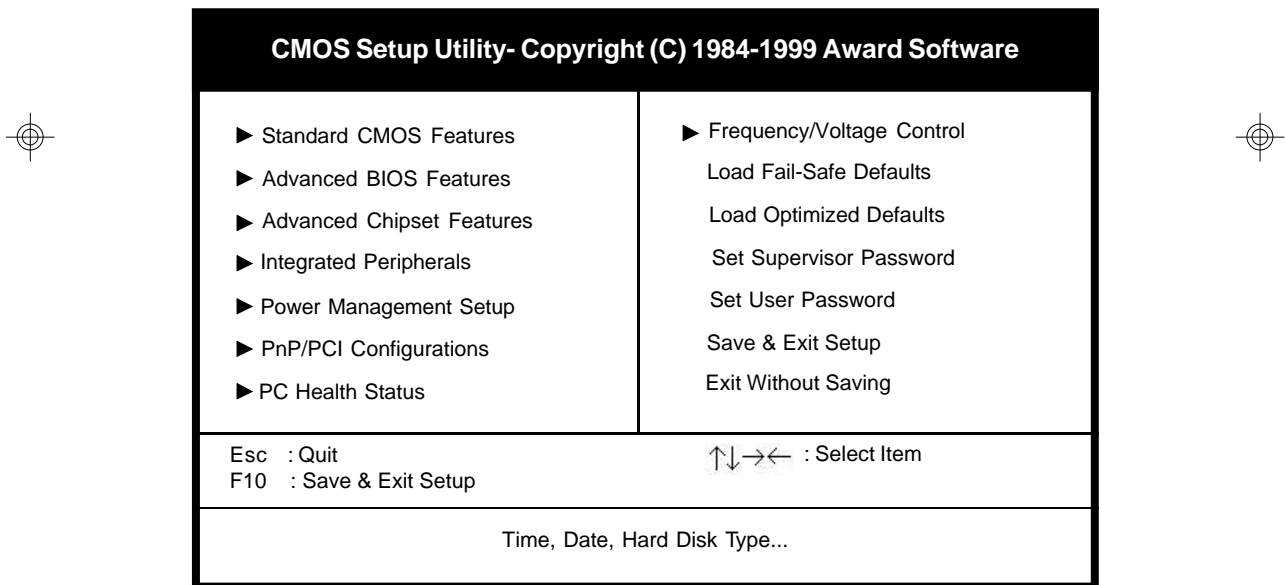 CMOS Setup Utility- Copyright (C) 1984-1999 Award Software
▶ Standard CMOS Features
▶ Advanced BIOS Features
▶ Advanced Chipset Features
▶ Integrated Peripherals
▶ Power Management Setup
▶ PnP/PCI Configurations
▶ PC Health Status
▶ Frequency/Voltage Control
Load Fail-Safe Defaults
Load Optimized Defaults
Set Supervisor Password
Set User Password
Save & Exit Setup
Exit Without Saving
Esc : Quit
F10 : Save & Exit Setup
↑↓→← : Select Item
Time, Date, Hard Disk Type...